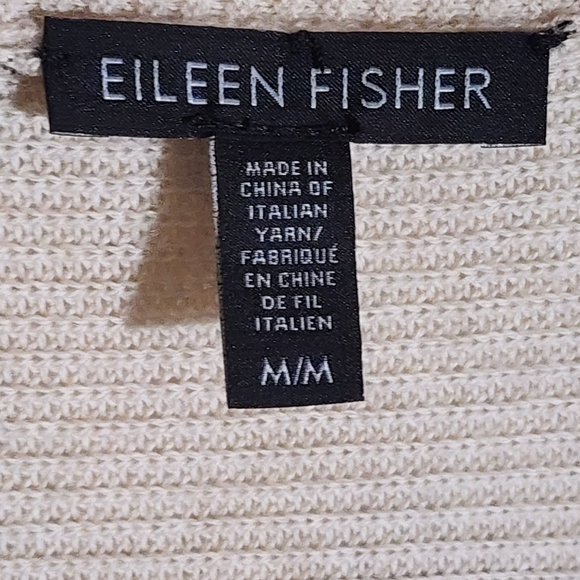 EILEEN FISHER
MADE IN
CHINA OF
ITALIAN
YARN/
FABRIQUÉ
EN CHINE
DE FIL
ITALIEN
M/M